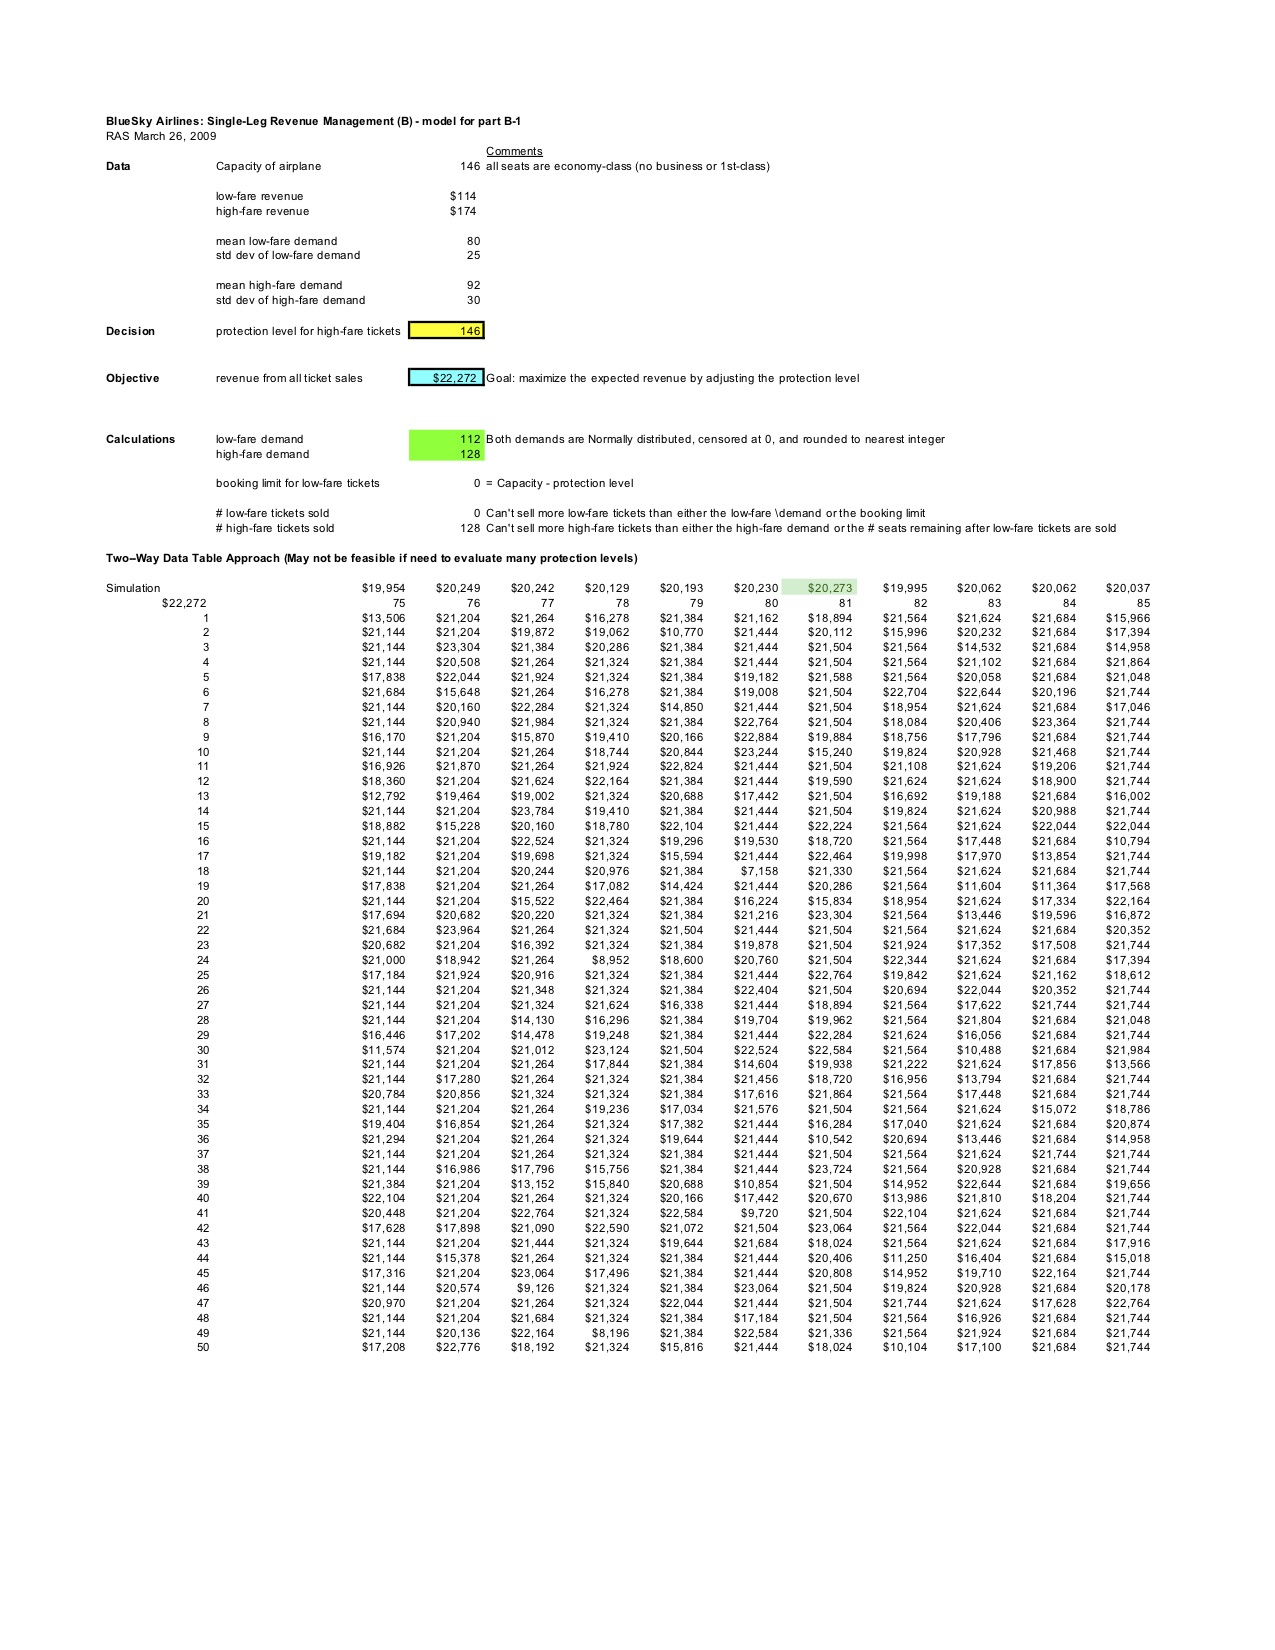 BlueSky Airlines: Single-Leg Revenue Management (B) - model for part B-1
RAS March 26, 2009
Comments
Data Capacity of airplane 146 all seats are economy-class (no business or 1st-class)
low-fare revenue $114
high-fare revenue $174
mean low-fare demand 80
std dev of low-fare demand 25
mean high-fare demand 92
std dev of high-fare demand 30
Decision protection level for high-fare tickets 146
Objective revenue from all ticket sales $22,272 Goal: maximize the expected revenue by adjusting the protection level
Calculations low-fare demand 112 Both demands are Normally distributed, censored at 0, and rounded to nearest integer
high-fare demand 128
booking limit for low-fare tickets 0 = Capacity - protection level
# low-fare tickets sold 0 Can't sell more low-fare tickets than either the low-fare \demand or the booking limit
# high-fare tickets sold 128 Can't sell more high-fare tickets than either the high-fare demand or the # seats remaining after low-fare tickets are sold
Two–Way Data Table Approach (May not be feasible if need to evaluate many protection levels)
Simulation $19,954 $20,249 $20,242 $20,129 $20,193 $20,230 $20,273 $19,995 $20,062 $20,062 $20,037
$22,272 75 76 77 78 79 80 81 82 83 84 85
1 $13,506 $21,204 $21,264 $16,278 $21,384 $21,162 $18,894 $21,564 $21,624 $21,684 $15,966
2 $21,144 $21,204 $19,872 $19,062 $10,770 $21,444 $20,112 $15,996 $20,232 $21,684 $17,394
3 $21,144 $23,304 $21,384 $20,286 $21,384 $21,444 $21,504 $21,564 $14,532 $21,684 $14,958
4 $21,144 $20,508 $21,264 $21,324 $21,384 $21,444 $21,504 $21,564 $21,102 $21,684 $21,864
5 $17,838 $22,044 $21,924 $21,324 $21,384 $19,182 $21,588 $21,564 $20,058 $21,684 $21,048
6 $21,684 $15,648 $21,264 $16,278 $21,384 $19,008 $21,504 $22,704 $22,644 $20,196 $21,744
7 $21,144 $20,160 $22,284 $21,324 $14,850 $21,444 $21,504 $18,954 $21,624 $21,684 $17,046
8 $21,144 $20,940 $21,984 $21,324 $21,384 $22,764 $21,504 $18,084 $20,406 $23,364 $21,744
9 $16,170 $21,204 $15,870 $19,410 $20,166 $22,884 $19,884 $18,756 $17,796 $21,684 $21,744
10 $21,144 $21,204 $21,264 $18,744 $20,844 $23,244 $15,240 $19,824 $20,928 $21,468 $21,744
11 $16,926 $21,870 $21,264 $21,924 $22,824 $21,444 $21,504 $21,108 $21,624 $19,206 $21,744
12 $18,360 $21,204 $21,624 $22,164 $21,384 $21,444 $19,590 $21,624 $21,624 $18,900 $21,744
13 $12,792 $19,464 $19,002 $21,324 $20,688 $17,442 $21,504 $16,692 $19,188 $21,684 $16,002
14 $21,144 $21,204 $23,784 $19,410 $21,384 $21,444 $21,504 $19,824 $21,624 $20,988 $21,744
15 $18,882 $15,228 $20,160 $18,780 $22,104 $21,444 $22,224 $21,564 $21,624 $22,044 $22,044
16 $21,144 $21,204 $22,524 $21,324 $19,296 $19,530 $18,720 $21,564 $17,448 $21,684 $10,794
17 $19,182 $21,204 $19,698 $21,324 $15,594 $21,444 $22,464 $19,998 $17,970 $13,854 $21,744
18 $21,144 $21,204 $20,244 $20,976 $21,384 $7,158 $21,330 $21,564 $21,624 $21,684 $21,744
19 $17,838 $21,204 $21,264 $17,082 $14,424 $21,444 $20,286 $21,564 $11,604 $11,364 $17,568
20 $21,144 $21,204 $15,522 $22,464 $21,384 $16,224 $15,834 $18,954 $21,624 $17,334 $22,164
21 $17,694 $20,682 $20,220 $21,324 $21,384 $21,216 $23,304 $21,564 $13,446 $19,596 $16,872
22 $21,684 $23,964 $21,264 $21,324 $21,504 $21,444 $21,504 $21,564 $21,624 $21,684 $20,352
23 $20,682 $21,204 $16,392 $21,324 $21,384 $19,878 $21,504 $21,924 $17,352 $17,508 $21,744
24 $21,000 $18,942 $21,264 $8,952 $18,600 $20,760 $21,504 $22,344 $21,624 $21,684 $17,394
25 $17,184 $21,924 $20,916 $21,324 $21,384 $21,444 $22,764 $19,842 $21,624 $21,162 $18,612
26 $21,144 $21,204 $21,348 $21,324 $21,384 $22,404 $21,504 $20,694 $22,044 $20,352 $21,744
27 $21,144 $21,204 $21,324 $21,624 $16,338 $21,444 $18,894 $21,564 $17,622 $21,744 $21,744
28 $21,144 $21,204 $14,130 $16,296 $21,384 $19,704 $19,962 $21,564 $21,804 $21,684 $21,048
29 $16,446 $17,202 $14,478 $19,248 $21,384 $21,444 $22,284 $21,624 $16,056 $21,684 $21,744
30 $11,574 $21,204 $21,012 $23,124 $21,504 $22,524 $22,584 $21,564 $10,488 $21,684 $21,984
31 $21,144 $21,204 $21,264 $17,844 $21,384 $14,604 $19,938 $21,222 $21,624 $17,856 $13,566
32 $21,144 $17,280 $21,264 $21,324 $21,384 $21,456 $18,720 $16,956 $13,794 $21,684 $21,744
33 $20,784 $20,856 $21,324 $21,324 $21,384 $17,616 $21,864 $21,564 $17,448 $21,684 $21,744
34 $21,144 $21,204 $21,264 $19,236 $17,034 $21,576 $21,504 $21,564 $21,624 $15,072 $18,786
35 $19,404 $16,854 $21,264 $21,324 $17,382 $21,444 $16,284 $17,040 $21,624 $21,684 $20,874
36 $21,294 $21,204 $21,264 $21,324 $19,644 $21,444 $10,542 $20,694 $13,446 $21,684 $14,958
37 $21,144 $21,204 $21,264 $21,324 $21,384 $21,444 $21,504 $21,564 $21,624 $21,744 $21,744
38 $21,144 $16,986 $17,796 $15,756 $21,384 $21,444 $23,724 $21,564 $20,928 $21,684 $21,744
39 $21,384 $21,204 $13,152 $15,840 $20,688 $10,854 $21,504 $14,952 $22,644 $21,684 $19,656
40 $22,104 $21,204 $21,264 $21,324 $20,166 $17,442 $20,670 $13,986 $21,810 $18,204 $21,744
41 $20,448 $21,204 $22,764 $21,324 $22,584 $9,720 $21,504 $22,104 $21,624 $21,684 $21,744
42 $17,628 $17,898 $21,090 $22,590 $21,072 $21,504 $23,064 $21,564 $22,044 $21,684 $21,744
43 $21,144 $21,204 $21,444 $21,324 $19,644 $21,684 $18,024 $21,564 $21,624 $21,684 $17,916
44 $21,144 $15,378 $21,264 $21,324 $21,384 $21,444 $20,406 $11,250 $16,404 $21,684 $15,018
45 $17,316 $21,204 $23,064 $17,496 $21,384 $21,444 $20,808 $14,952 $19,710 $22,164 $21,744
46 $21,144 $20,574 $9,126 $21,324 $21,384 $23,064 $21,504 $19,824 $20,928 $21,684 $20,178
47 $20,970 $21,204 $21,264 $21,324 $22,044 $21,444 $21,504 $21,744 $21,624 $17,628 $22,764
48 $21,144 $21,204 $21,684 $21,324 $21,384 $17,184 $21,504 $21,564 $16,926 $21,684 $21,744
49 $21,144 $20,136 $22,164 $8,196 $21,384 $22,584 $21,336 $21,564 $21,924 $21,684 $21,744
50 $17,208 $22,776 $18,192 $21,324 $15,816 $21,444 $18,024 $10,104 $17,100 $21,684 $21,744